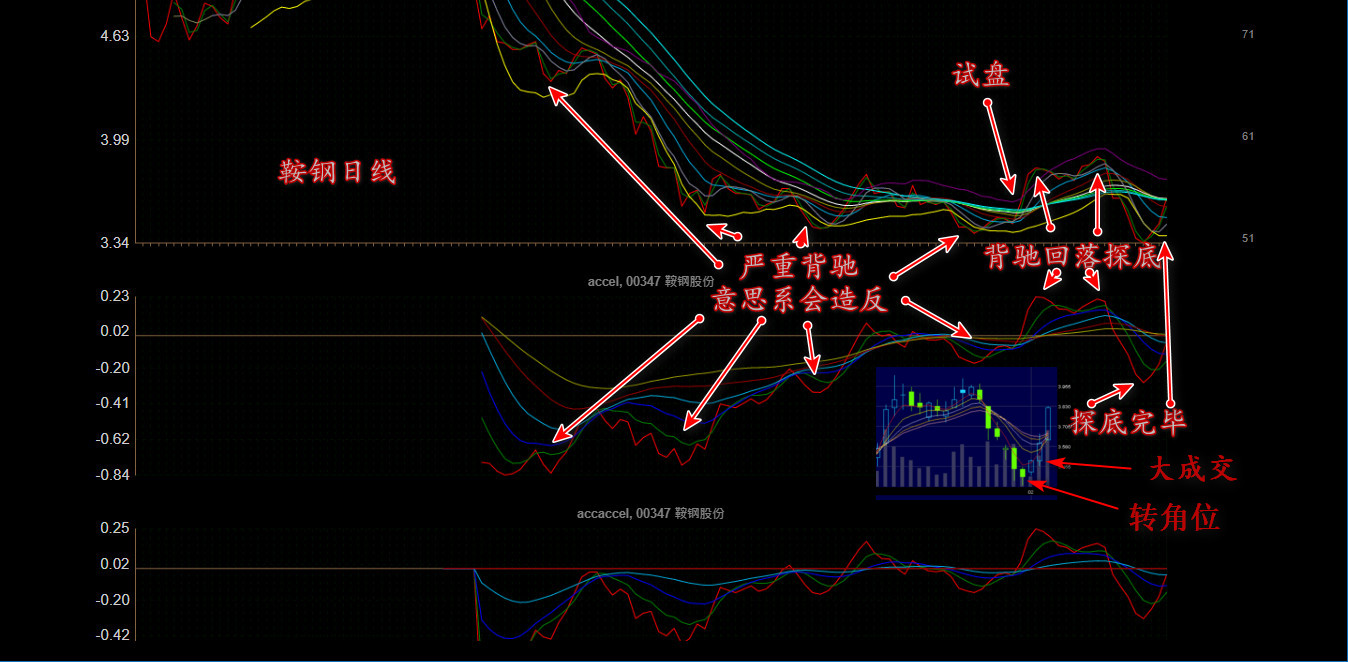 4.63
71
试盘
3.99
61
鞍钢日线
3.34
51
背驰回落探底
严重背驰
意思系会造反
accel, 00347 鞍钢股份
0.23
0.02
-0.20
-0.41
-0.62
-0.84
探底完毕
大成交
转角位
accaccel, 00347 鞍钢股份
0.25
0.02
-0.20
-0.42